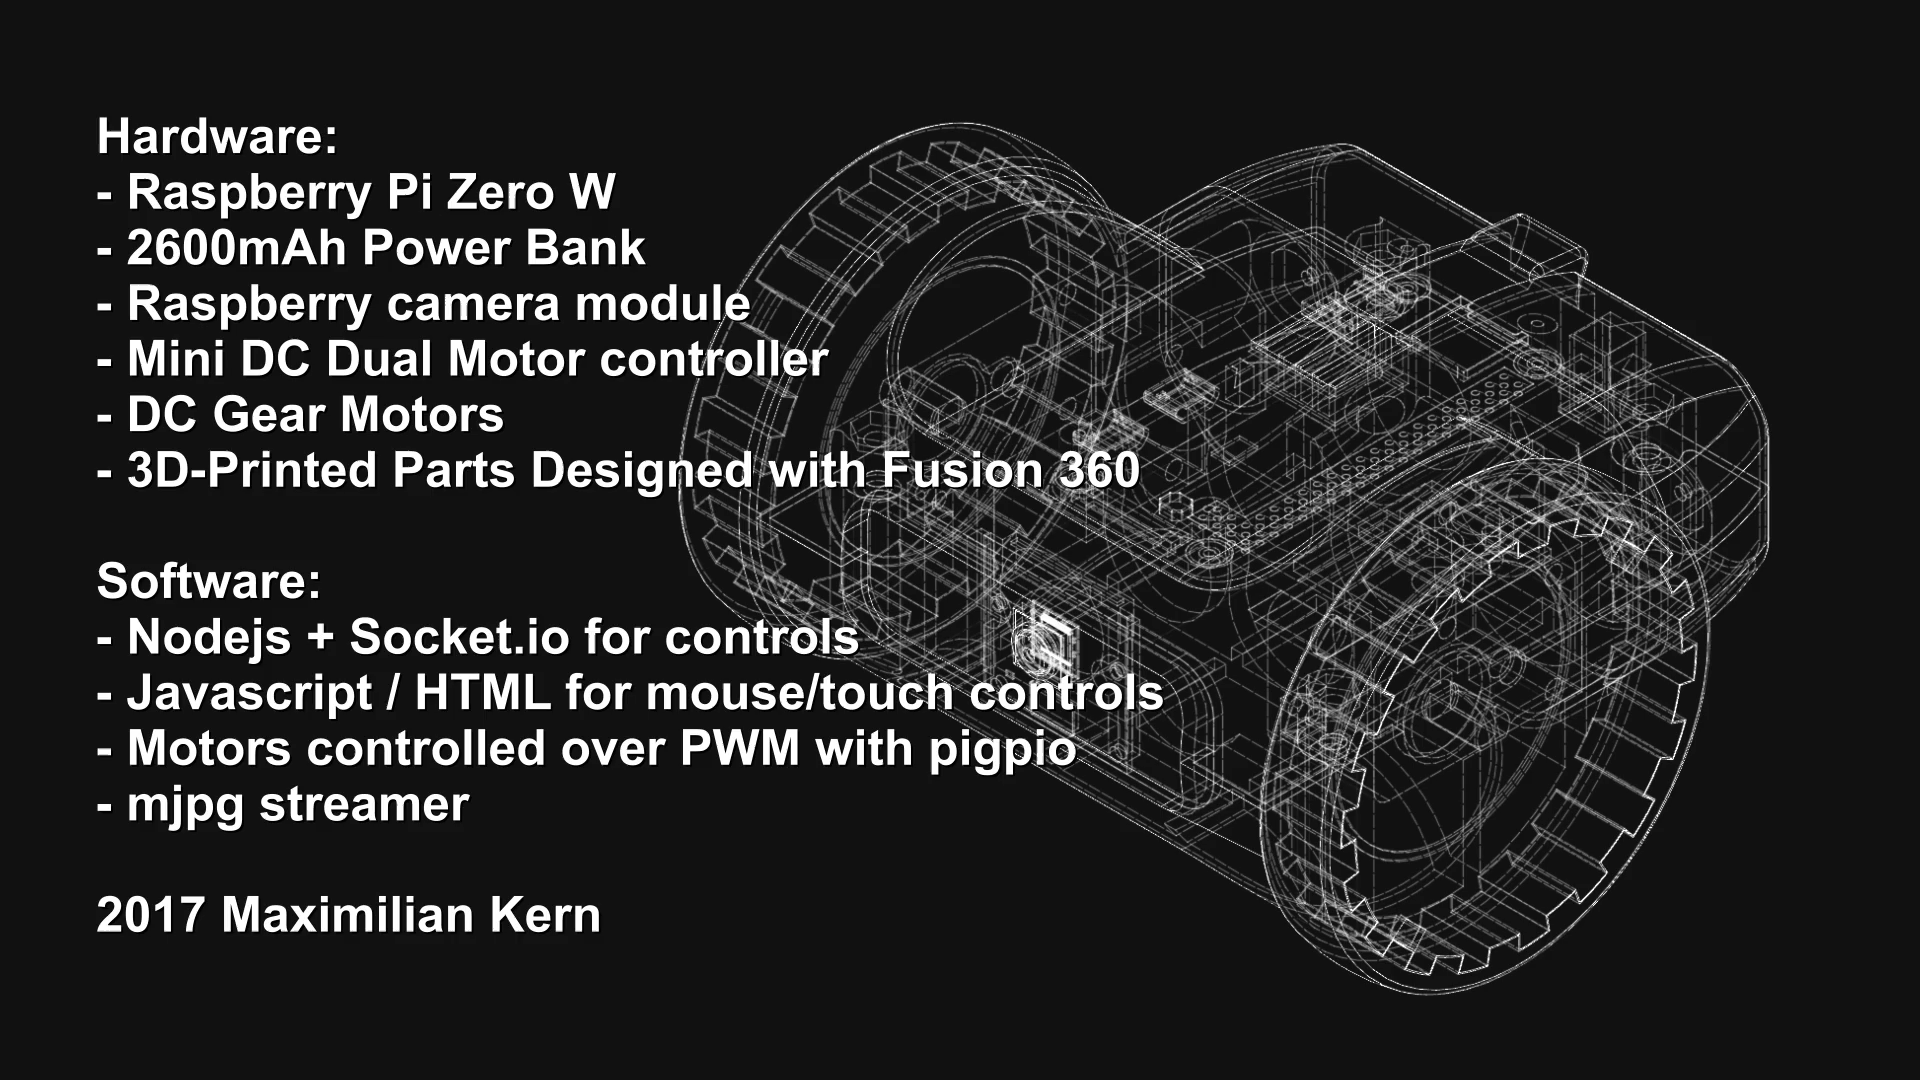 Hardware:
- Raspberry Pi Zero W
- 2600mAh Power Bank
- Raspberry camera module
- Mini DC Dual Motor controller
- DC Gear Motors
- 3D-Printed Parts Designed with Fusion 360
Software:
- Nodejs + Socket.io for controls
- Javascript / HTML for mouse/touch controls
- Motors controlled over PWM with pigpio
- mjpg streamer
2017 Maximilian Kern